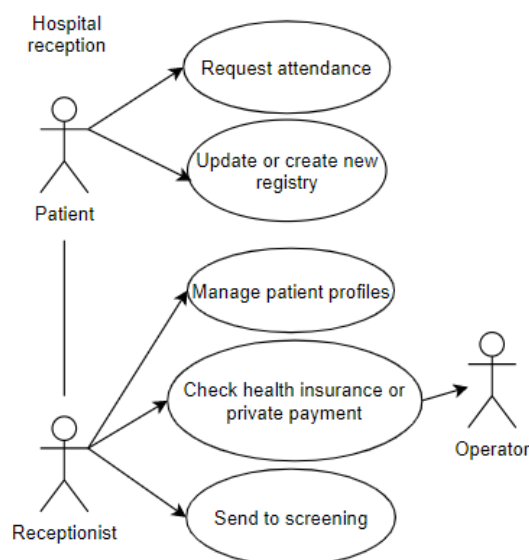 Hospital
reception
Request attendance
Update or create new
registry
Patient
Manage patient profiles
Check health insurance or
private payment
Operator
Receptionist
Send to screening